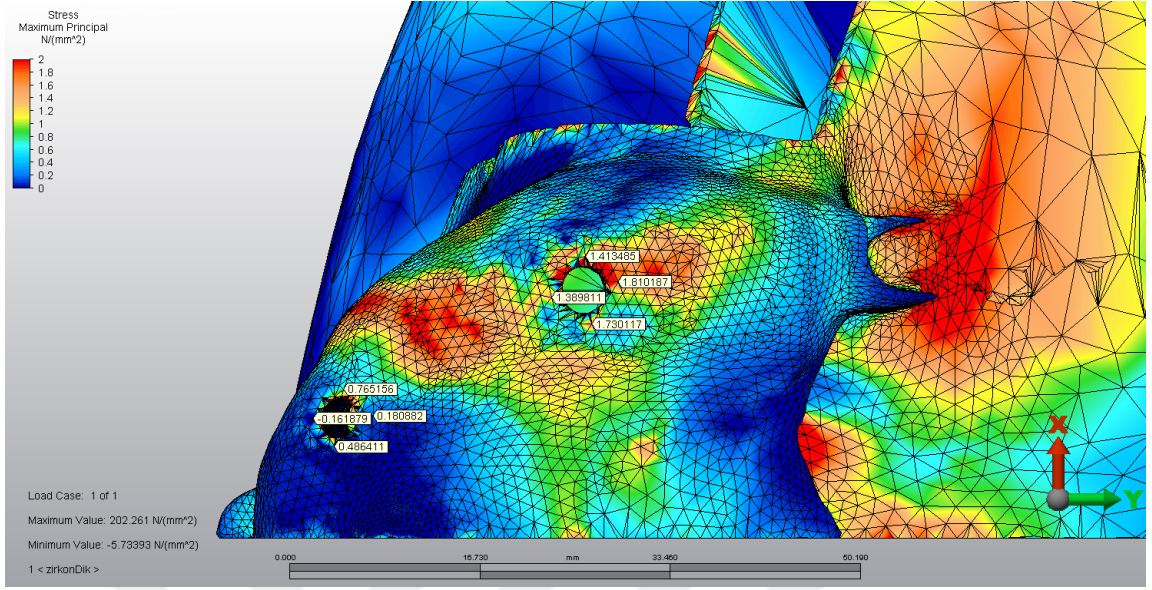 Stress
Maximum Principal
N/(mm^2)
2
1.8
1.6
1.4
1.2
1
0.8
0.6
0.4
0.2
0
1.413485
1.810187
1.389811
1.730117
0.765156
-0.161879
0.180882
0.486411
X
Y
Load Case: 1 of 1
Maximum Value: 202.261 N/(mm^2)
Minimum Value: -5.73393 N/(mm^2)
1 < zirkonDik >
0.000 16.730 mm 33.460 50.190